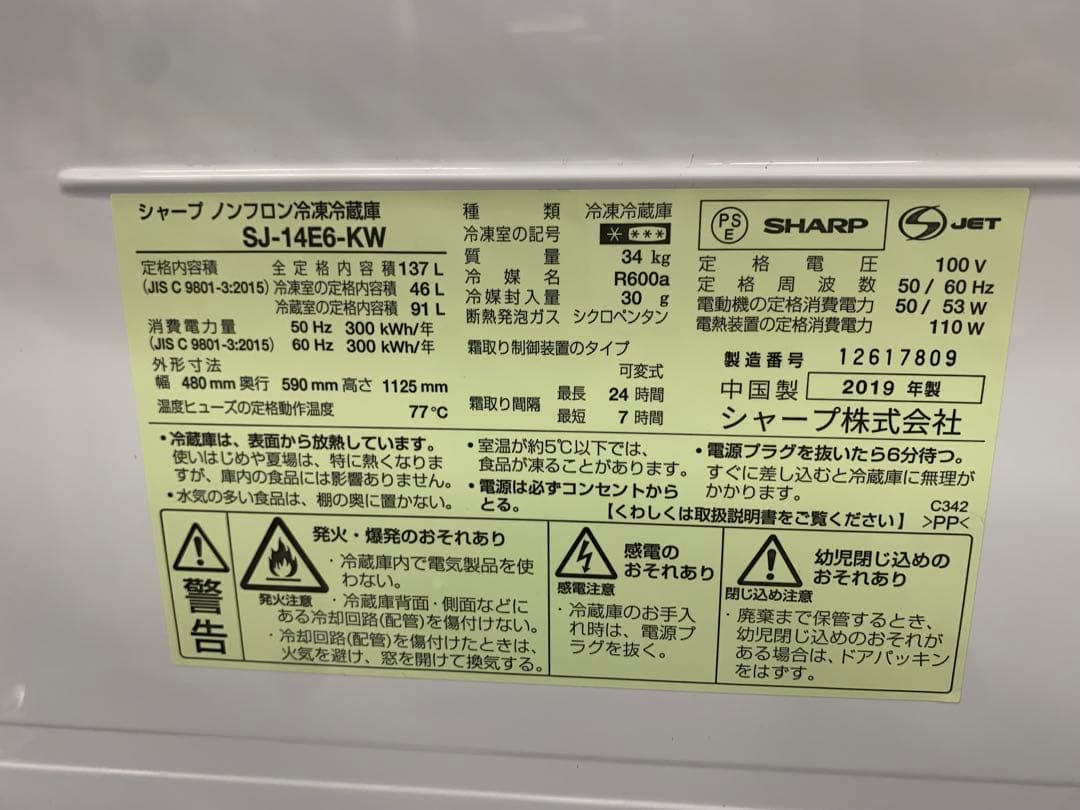 シャープ ノンフロン冷凍冷蔵庫
SJ-14E6-KW
定格内容積 全定格内容積 137 L
(JIS C 9801-3:2015) 冷凍室の定格内容積 46 L
冷蔵室の定格内容積 91 L
消費電力量 50 Hz 300 kWh/年
(JIS C 9801-3:2015) 60 Hz 300 kWh/年
外形寸法
幅 480 mm 奥行 590 mm 高さ 1125 mm
温度ヒューズの定格動作温度 77℃
種類 冷凍冷蔵庫
冷凍室の記号 * ***
質量 34 kg
冷媒名 R600a
冷媒封入量 30 g
断熱発泡ガス シクロペンタン
霜取り制御装置のタイプ
可変式
霜取り間隔 最長 24 時間
最短 7 時間
PS
E
SHARP
S JET
定格電圧 100 V
定格周波数 50 / 60 Hz
電動機の定格消費電力 50 / 53 W
電熱装置の定格消費電力 110 W
製造番号 12617809
中国製 2019 年製
シャープ株式会社
・冷蔵庫は、表面から放熱しています。
使いはじめや夏場は、特に熱くなりま
すが、庫内の食品には影響ありません。
・水気の多い食品は、棚の奥に置かない。
・室温が約5℃以下では、
食品が凍ることがあります。
・電源は必ずコンセントから
とる。
・電源プラグを抜いたら6分待つ。
すぐに差し込むと冷蔵庫に無理が
かかります。
【くわしくは取扱説明書をご覧ください】
C342
>PP<
警告
発火・爆発のおそれあり
発火注意
・冷蔵庫内で電気製品を使
わない。
・冷蔵庫背面・側面などに
ある冷却回路(配管)を傷付けない。
・冷却回路(配管)を傷付けたときは、
火気を避け、窓を開けて換気する。
感電の
おそれあり
感電注意
・冷蔵庫のお手入
れ時は、電源プ
ラグを抜く。
幼児閉じ込めの
おそれあり
閉じ込め注意
・廃棄まで保管するとき、
幼児閉じ込めのおそれが
ある場合は、ドアパッキン
をはずす。